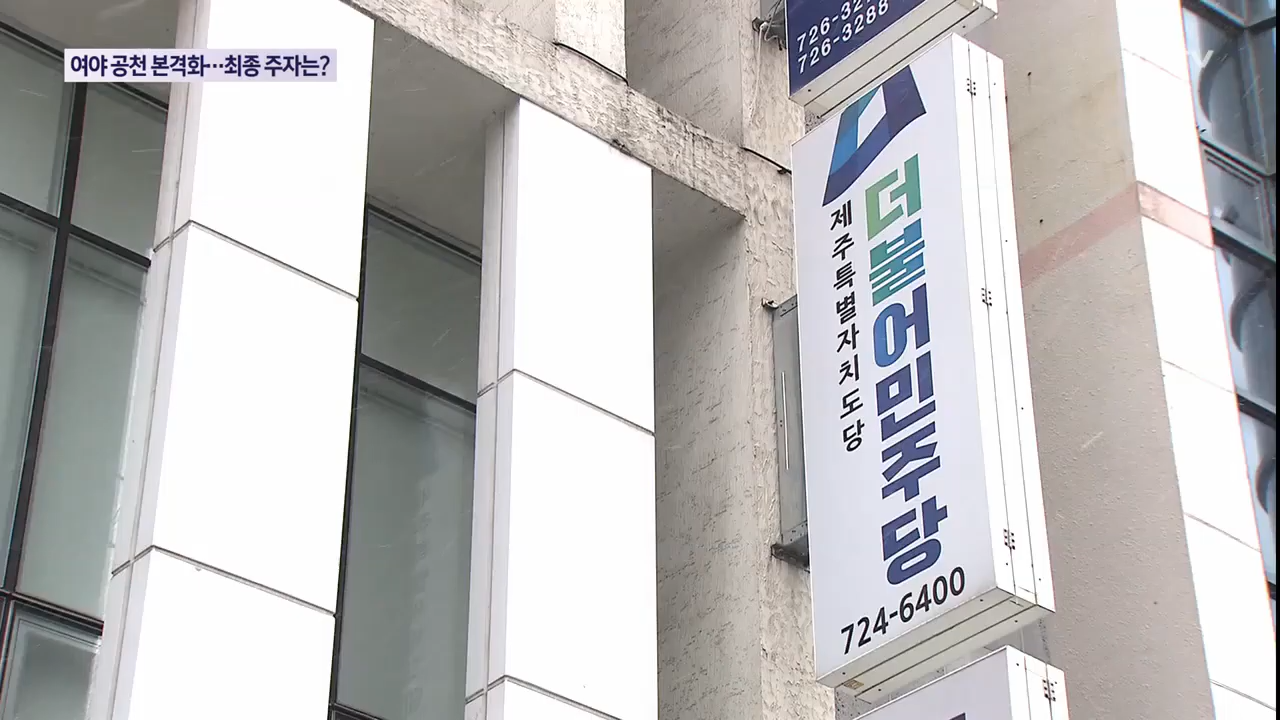 여야 공천 본격화…최종 주자는?
726-3288
더불어민주당
제주특별자치도당
724-6400